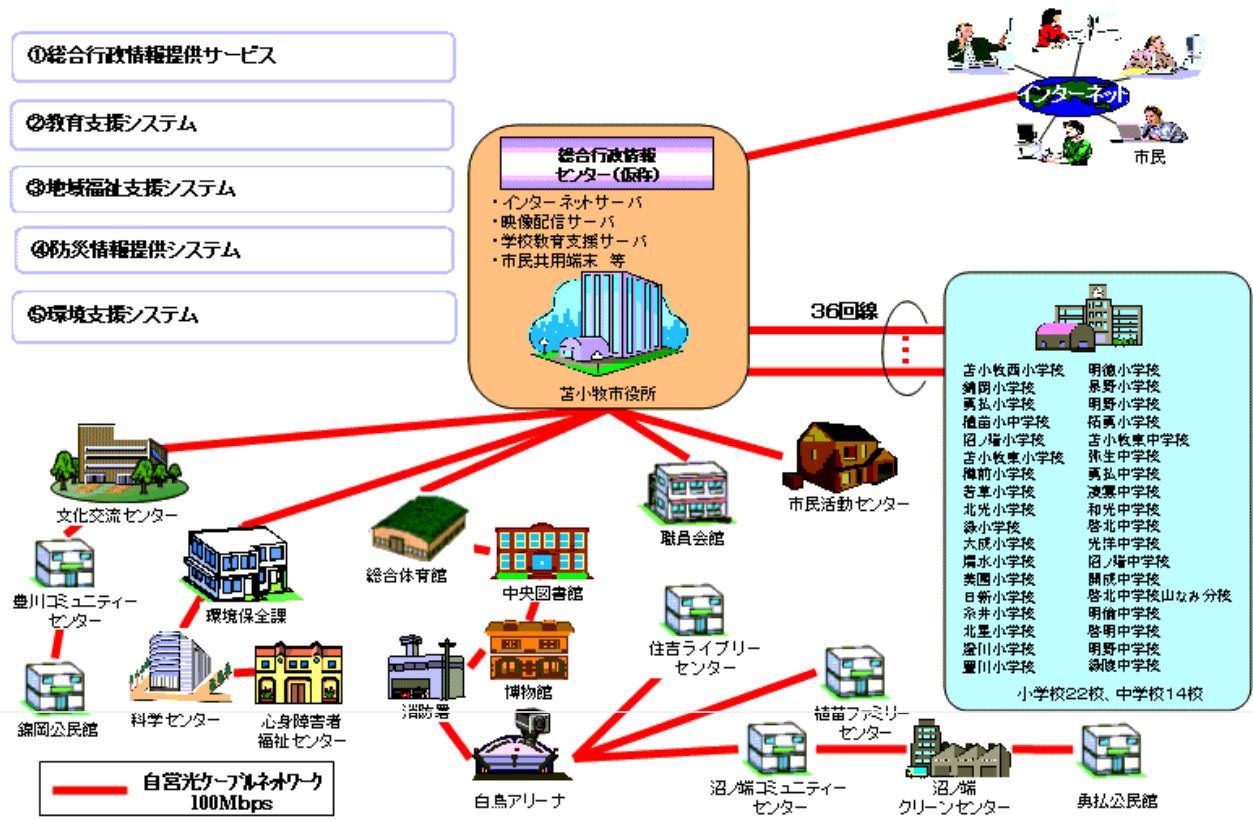 ①総合行政情報提供サービス
②教育支援システム
③地域福祉支援システム
④防災情報提供システム
⑤環境支援システム
総合行政情報
センター(仮称)
・インターネットサーバ
・映像配信サーバ
・学校教育支援サーバ
・市民共用端末 等
苫小牧市役所
インターネット
市民
36回線
苫小牧西小学校
錦岡小学校
勇払小学校
植苗小中学校
沼ノ端小学校
苫小牧東小学校
樽前小学校
若草小学校
北光小学校
緑小学校
大成小学校
清水小学校
美園小学校
日新小学校
糸井小学校
北星小学校
澄川小学校
豊川小学校
明徳小学校
泉野小学校
明野小学校
拓勇小学校
苫小牧東中学校
弥生中学校
勇払中学校
凌雲中学校
和光中学校
啓北中学校
光洋中学校
沼ノ端中学校
開成中学校
啓北中学校山なみ分校
明倫中学校
啓明中学校
明野中学校
緑陵中学校
小学校22校、中学校14校
文化交流センター
豊川コミュニティー
センター
錦岡公民館
環境保全課
科学センター
心身障害者
福祉センター
総合体育館
中央図書館
博物館
消防署
白鳥アリーナ
職員会館
市民活動センター
住吉ライブリー
センター
植苗ファミリー
センター
沼ノ端コミュニティー
センター
沼ノ端
クリーンセンター
勇払公民館
自営光ケーブルネットワーク
100Mbps